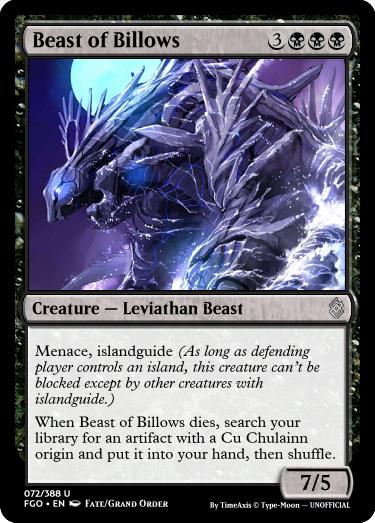 Beast of Billows 3
Creature — Leviathan Beast
Menace, islandguide (As long as defending
player controls an island, this creature can't be
blocked except by other creatures with
islandguide.)
When Beast of Billows dies, search your
library for an artifact with a Cu Chulainn
origin and put it into your hand, then shuffle.
7/5
072/388 U
FGO • EN Fate/Grand Order
By TimeAxis © Type-Moon — UNOFFICIAL